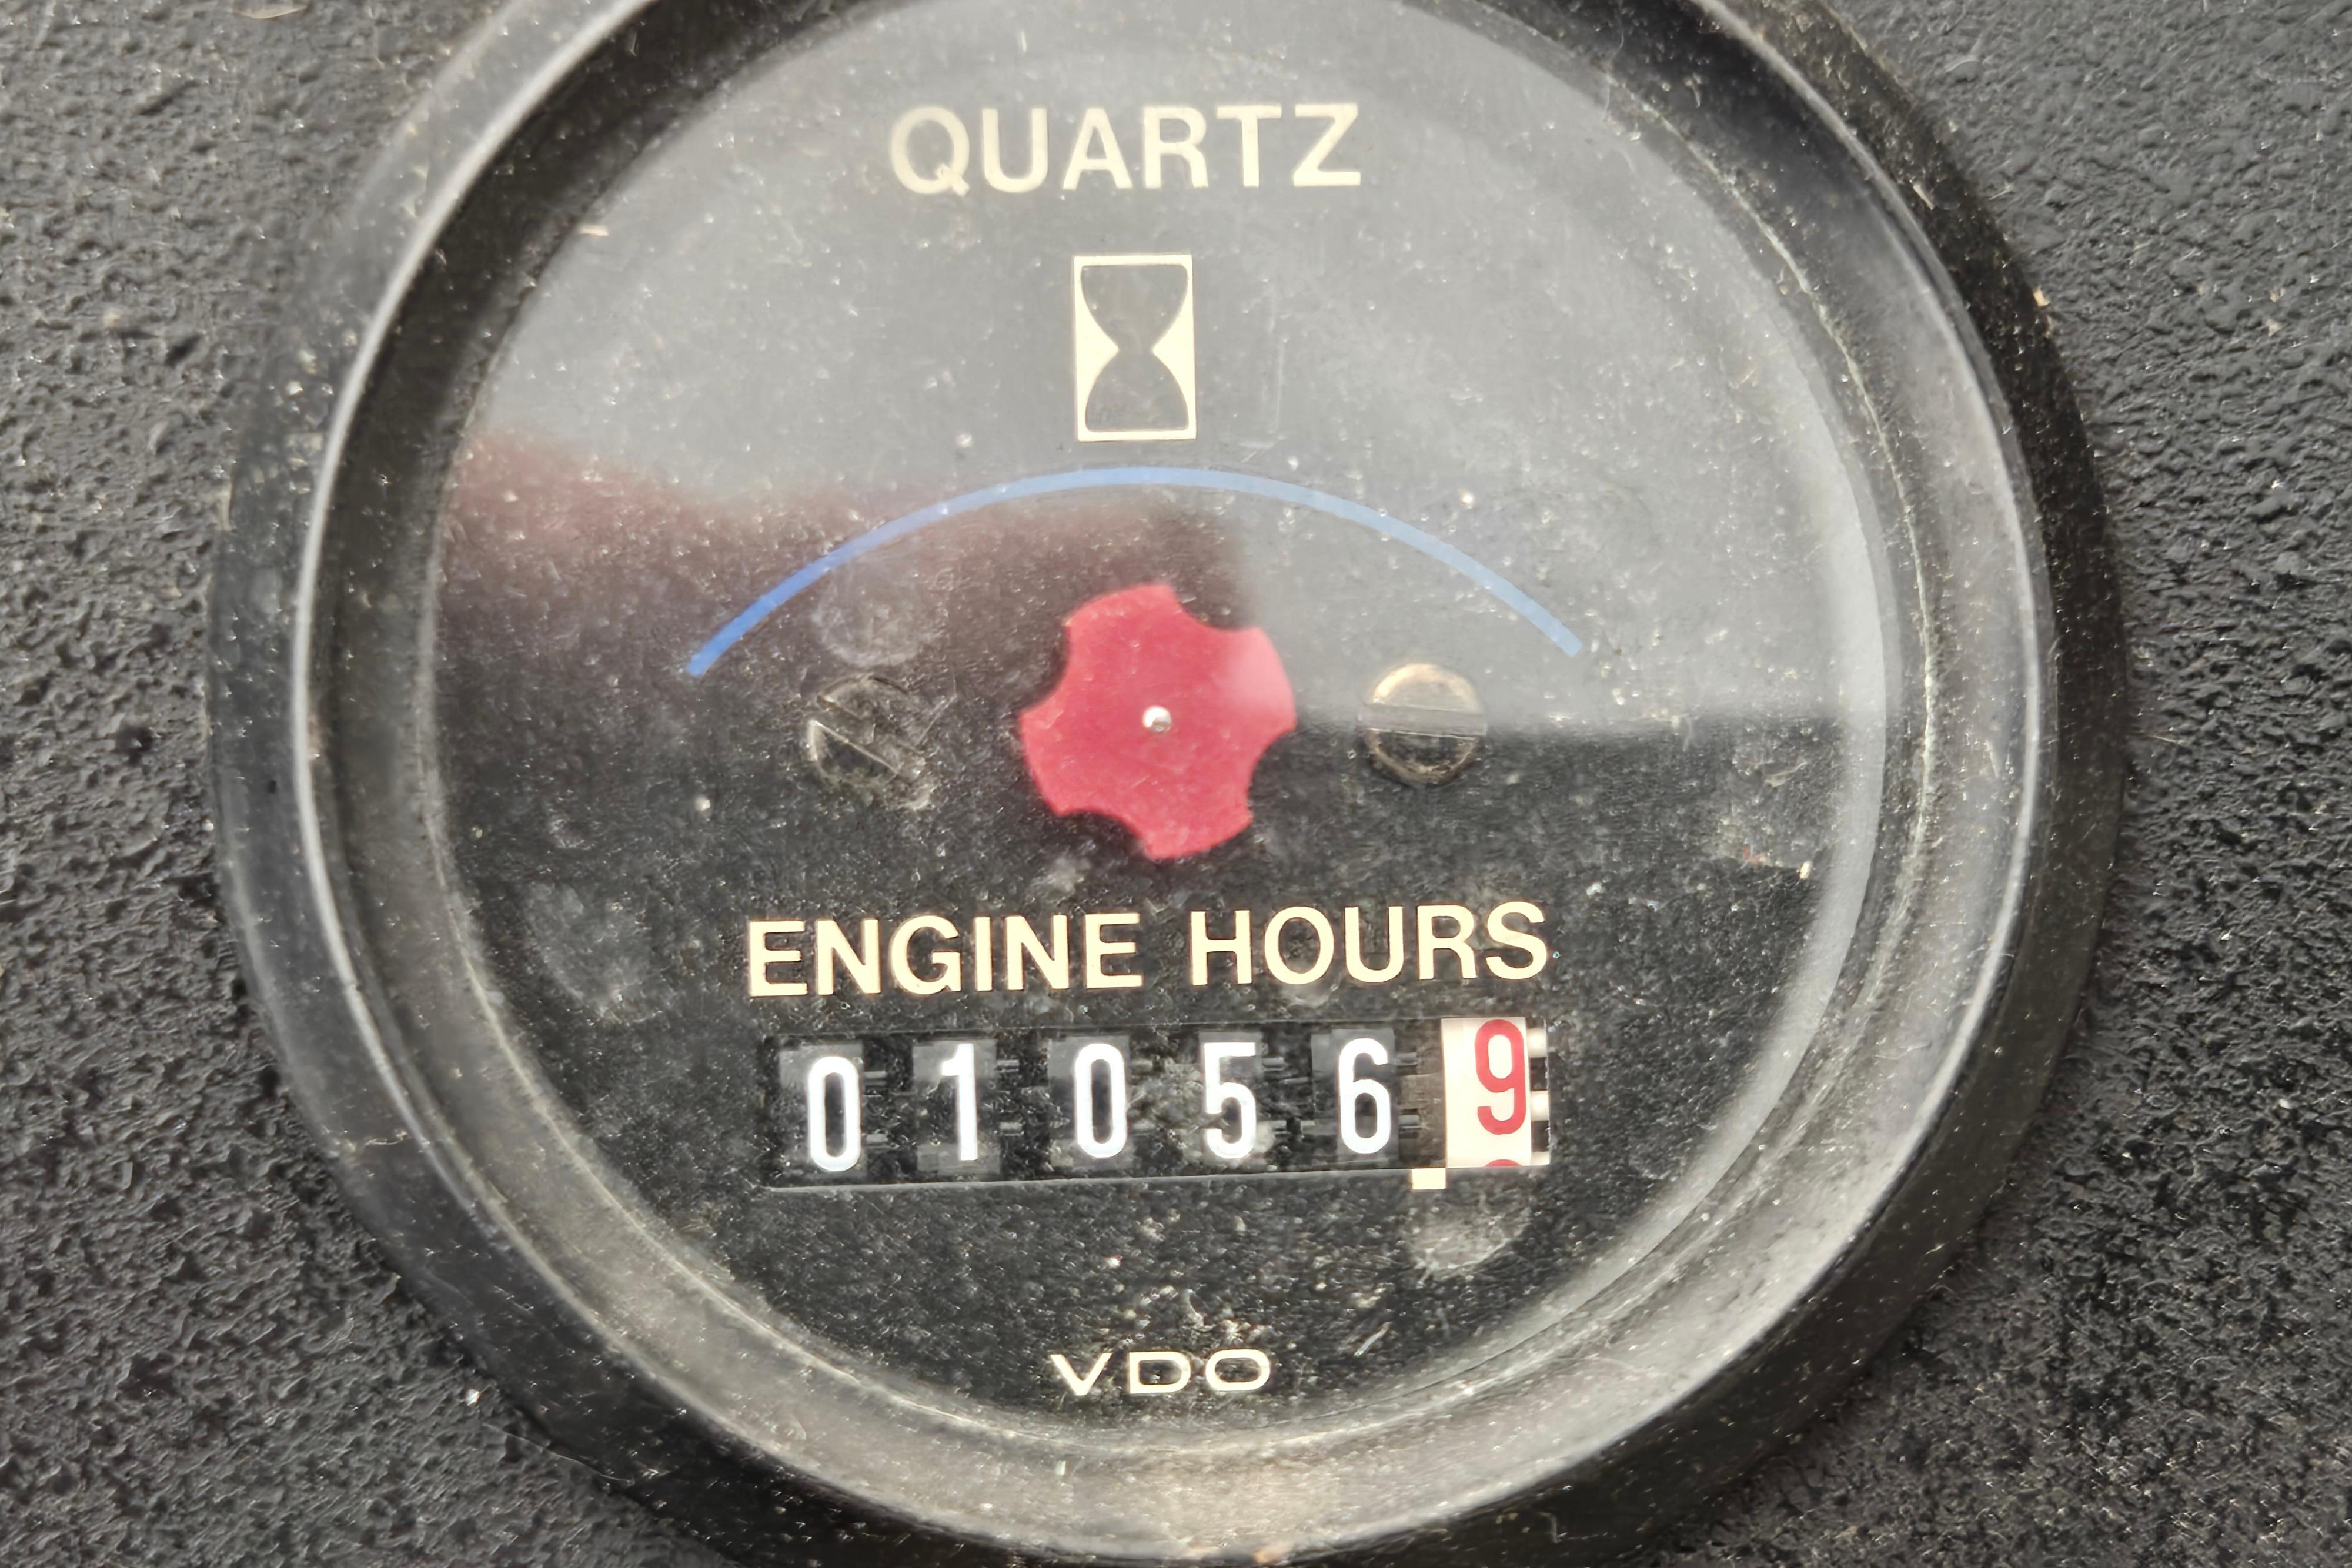 QUARTZ
ENGINE HOURS
010569
VDO